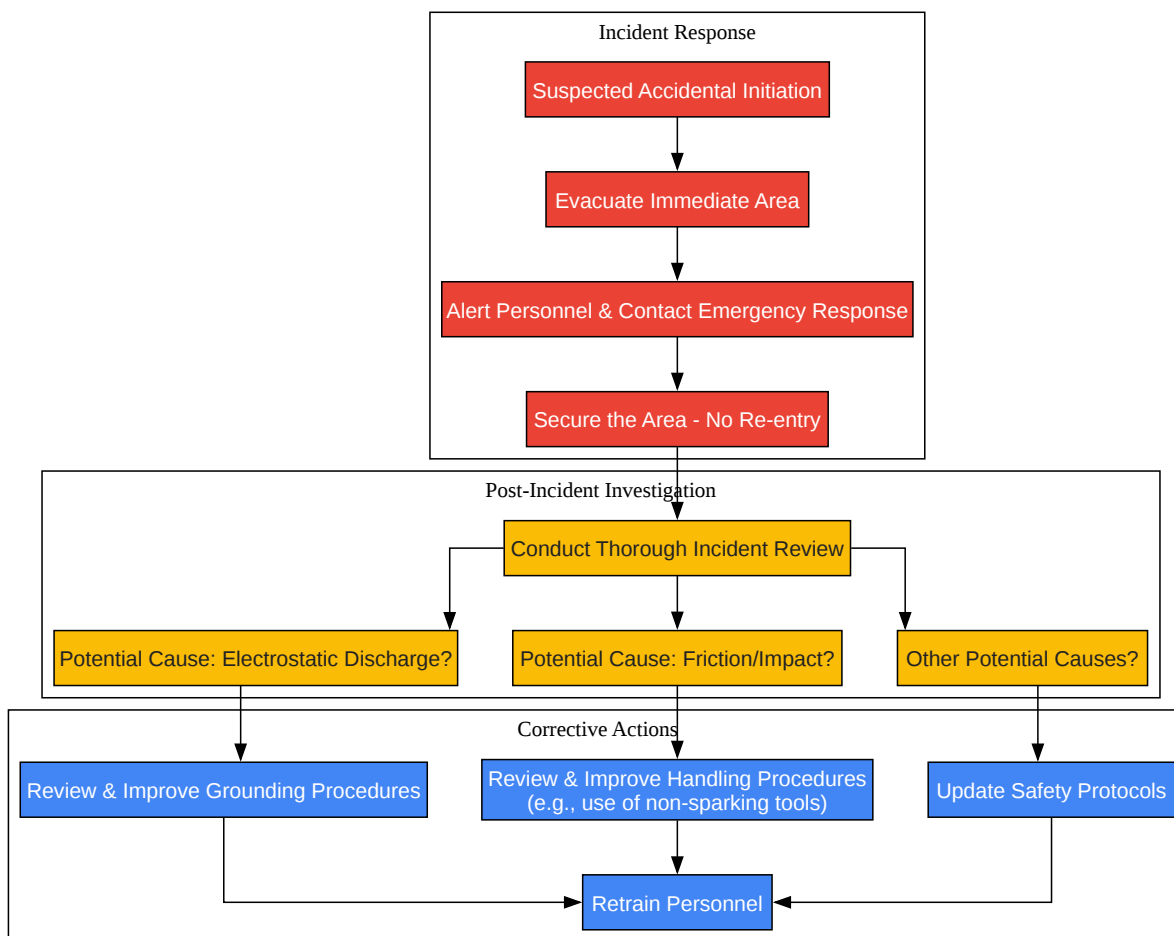 Incident Response
Suspected Accidental Initiation
Evacuate Immediate Area
Alert Personnel & Contact Emergency Response
Secure the Area - No Re-entry
Post-Incident Investigation
Conduct Thorough Incident Review
Potential Cause: Electrostatic Discharge?
Potential Cause: Friction/Impact?
Other Potential Causes?
Corrective Actions
Review & Improve Grounding Procedures
Review & Improve Handling Procedures
(e.g., use of non-sparking tools)
Update Safety Protocols
Retrain Personnel